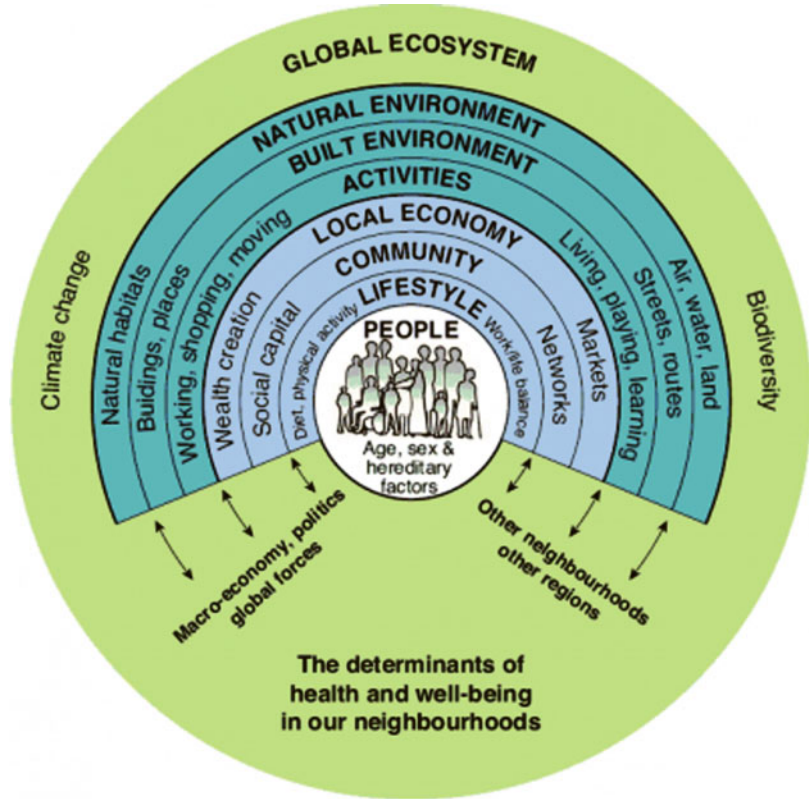 GLOBAL ECOSYSTEM
NATURAL ENVIRONMENT
BUILT ENVIRONMENT
ACTIVITIES
LOCAL ECONOMY
COMMUNITY
LIFESTYLE
PEOPLE
Age, sex &
hereditary
factors
Climate change
Natural habitats
Buidings, places
Working, shopping, moving
Wealth creation
Social capital
Diet, physical activity
Work/life balance
Networks
Markets
Living, playing, learning
Streets, routes
Air, water, land
Biodiversity
Macro-economy, politics
global forces
Other neighbourhoods
other regions
The determinants of
health and well-being
in our neighbourhoods